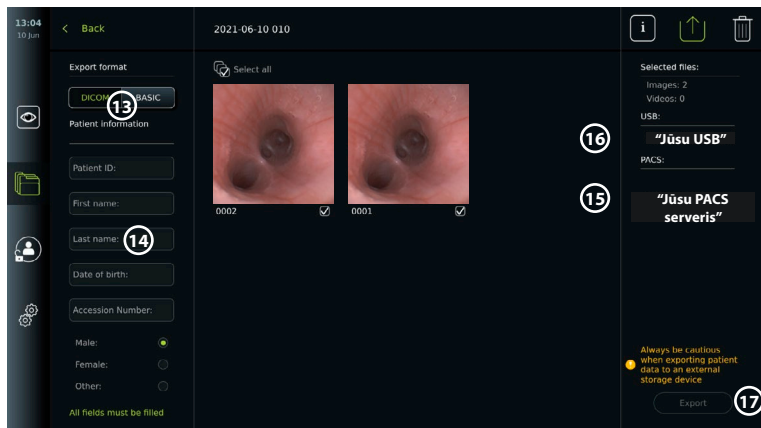 13:04
10 Jun
Back
2021-06-10 010
i
Export format
DICOM
BASIC
13
Patient information
Patient ID:
First name:
Last name:
14
Date of birth:
Accession Number:
Male:
Female:
Other:
All fields must be filled
Select all
0002
0001
Selected files:
Images: 2
Videos: 0
USB:
16
“Jūsu USB”
PACS:
15
“Jūsu PACS
serveris”
!
Always be cautious
when exporting patient
data to an external
storage device
Export
17